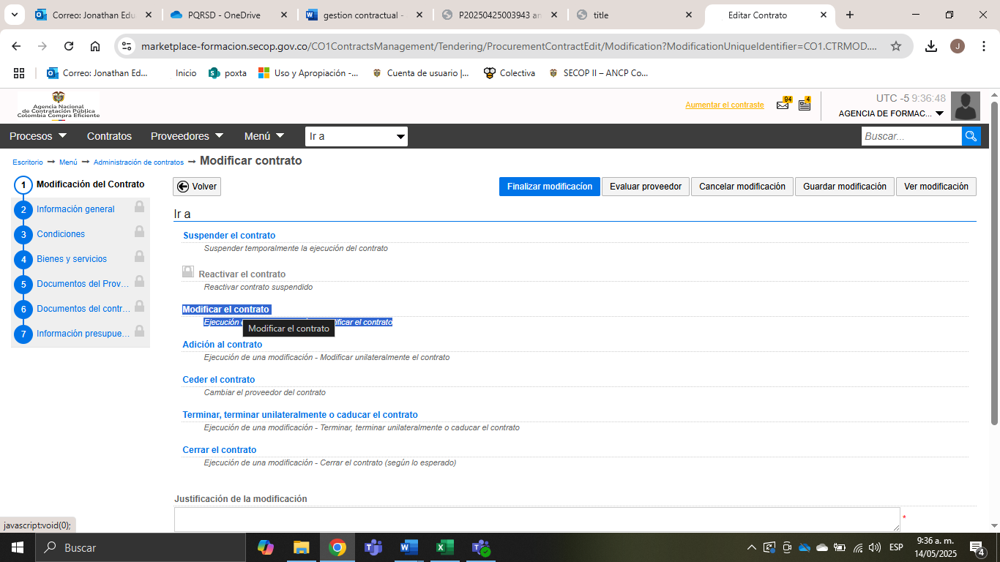 Correo: Jonathan Edu
PQRSD - OneDrive
gestion contractual -
P20250425003943 an
title
Editar Contrato
marketplace-formacion.secop.gov.co/CO1ContractsManagement/Tendering/ProcurementContractEdit/Modification?ModificationUniqueIdentifier=CO1.CTRMOD....
J
Correo: Jonathan Ed...
Inicio
poxta
Uso y Apropiación -...
Cuenta de usuario |...
Colectiva
SECOP II – ANCP Co...
Agencia Nacional
de Contratación Pública
Colombia Compra Eficiente
Aumentar el contraste
94
4
UTC -5 9:36:48
AGENCIA DE FORMAC...
Procesos
Contratos
Proveedores
Menú
Ir a
Buscar...
Escritorio → Menú → Administración de contratos → Modificar contrato
1 Modificación del Contrato
2 Información general
3 Condiciones
4 Bienes y servicios
5 Documentos del Prov...
6 Documentos del contr...
7 Información presupue...
Volver
Finalizar modificacíon
Evaluar proveedor
Cancelar modificación
Guardar modificación
Ver modificación
Ir a
Suspender el contrato
Suspender temporalmente la ejecución del contrato
Reactivar el contrato
Reactivar contrato suspendido
Modificar el contrato
Ejecución
ificar el contrato
Modificar el contrato
Adición al contrato
Ejecución de una modificación - Modificar unilateralmente el contrato
Ceder el contrato
Cambiar el proveedor del contrato
Terminar, terminar unilateralmente o caducar el contrato
Ejecución de una modificación - Terminar, terminar unilateralmente o caducar el contrato
Cerrar el contrato
Ejecución de una modificación - Cerrar el contrato (según lo esperado)
Justificación de la modificación
*
javascript:void(0);
Buscar
ESP
9:36 a. m.
14/05/2025
4